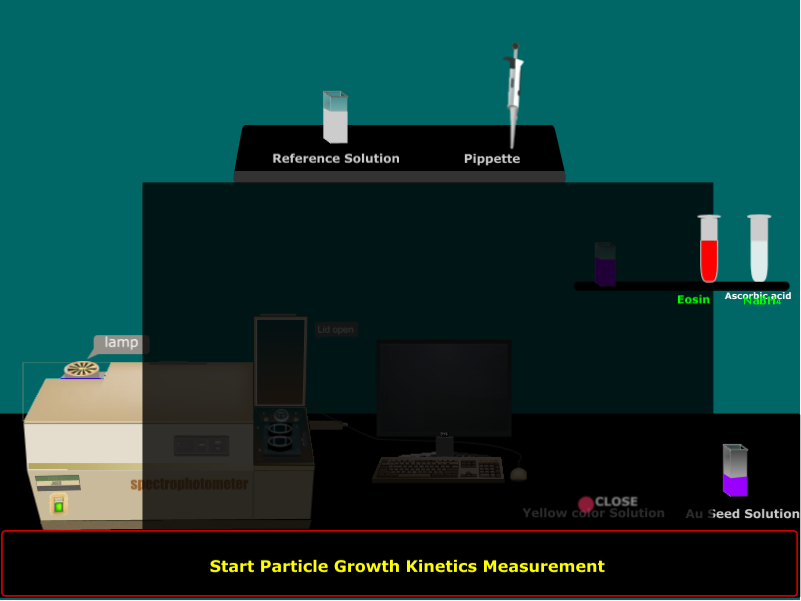 Reference Solution
Pippette
Eosin
Ascorbic acid
NaBH4
Lid open
lamp
spectrophotometer
CLOSE
Yellow color Solution
Au Seed Solution
Start Particle Growth Kinetics Measurement